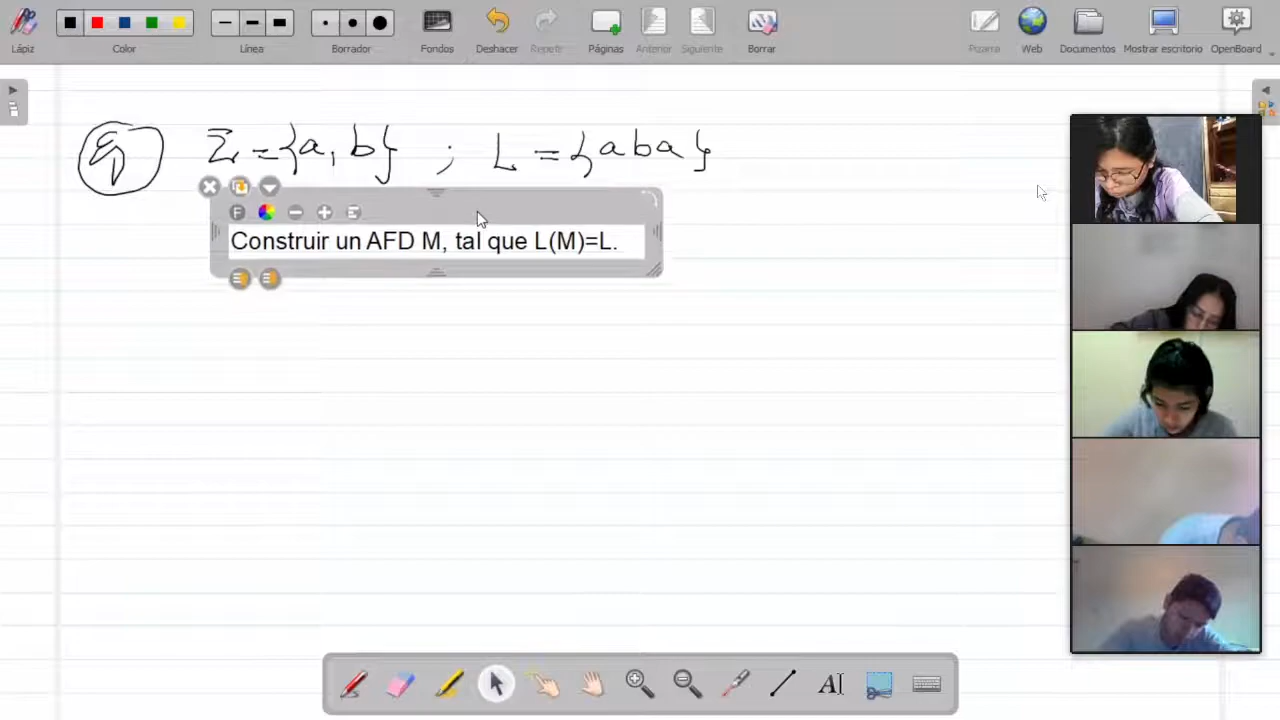 Lápiz Color Línea Borrador Fondos Deshacer Repetir Páginas Anterior Siguiente Borrar Pizarra Web Documentos Mostrar escritorio OpenBoard
Ej Σ={a, b} ; L={aba}
F
Construir un AFD M, tal que L(M)=L.
AI